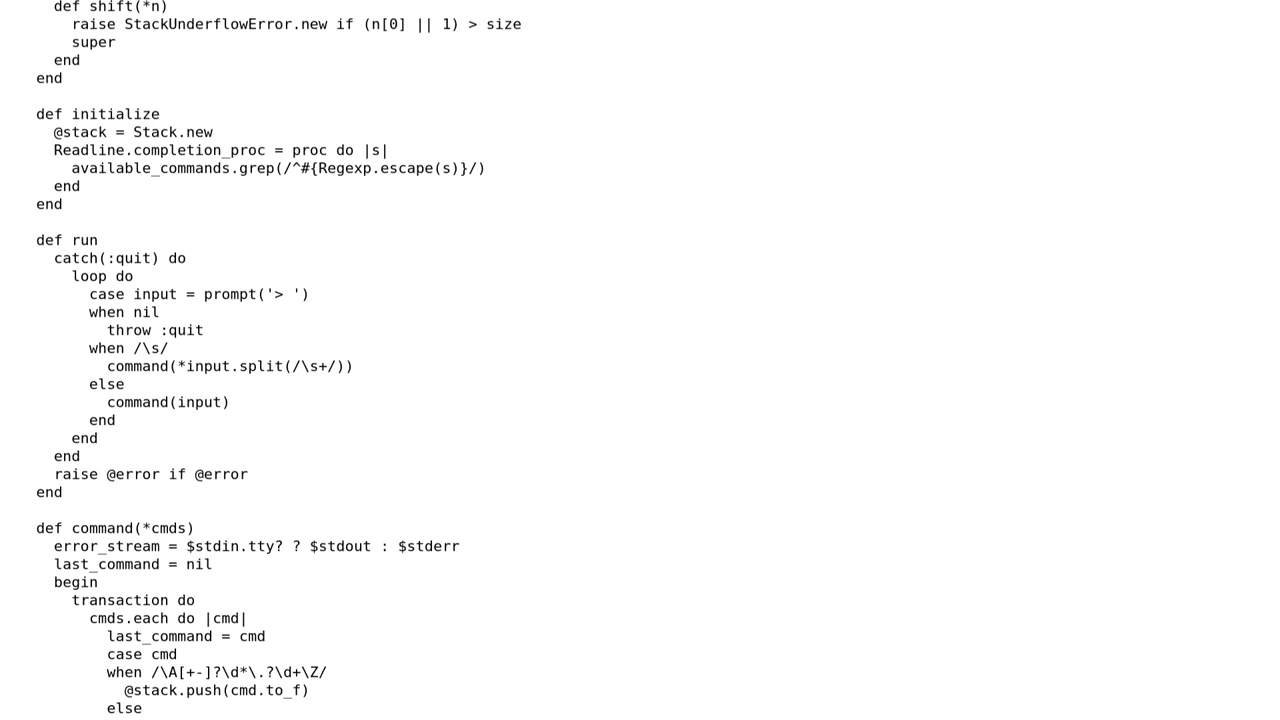 def shift(*n)
    raise StackUnderflowError.new if (n[0] || 1) > size
    super
  end
end

def initialize
  @stack = Stack.new
  Readline.completion_proc = proc do |s|
    available_commands.grep(/^#{Regexp.escape(s)}/)
  end
end

def run
  catch(:quit) do
    loop do
      case input = prompt('> ')
      when nil
        throw :quit
      when /\s/
        command(*input.split(/\s+/))
      else
        command(input)
      end
    end
  end
  raise @error if @error
end

def command(*cmds)
  error_stream = $stdin.tty? ? $stdout : $stderr
  last_command = nil
  begin
    transaction do
      cmds.each do |cmd|
        last_command = cmd
        case cmd
        when /\A[+-]?\d*\.?\d+\Z/
          @stack.push(cmd.to_f)
        else